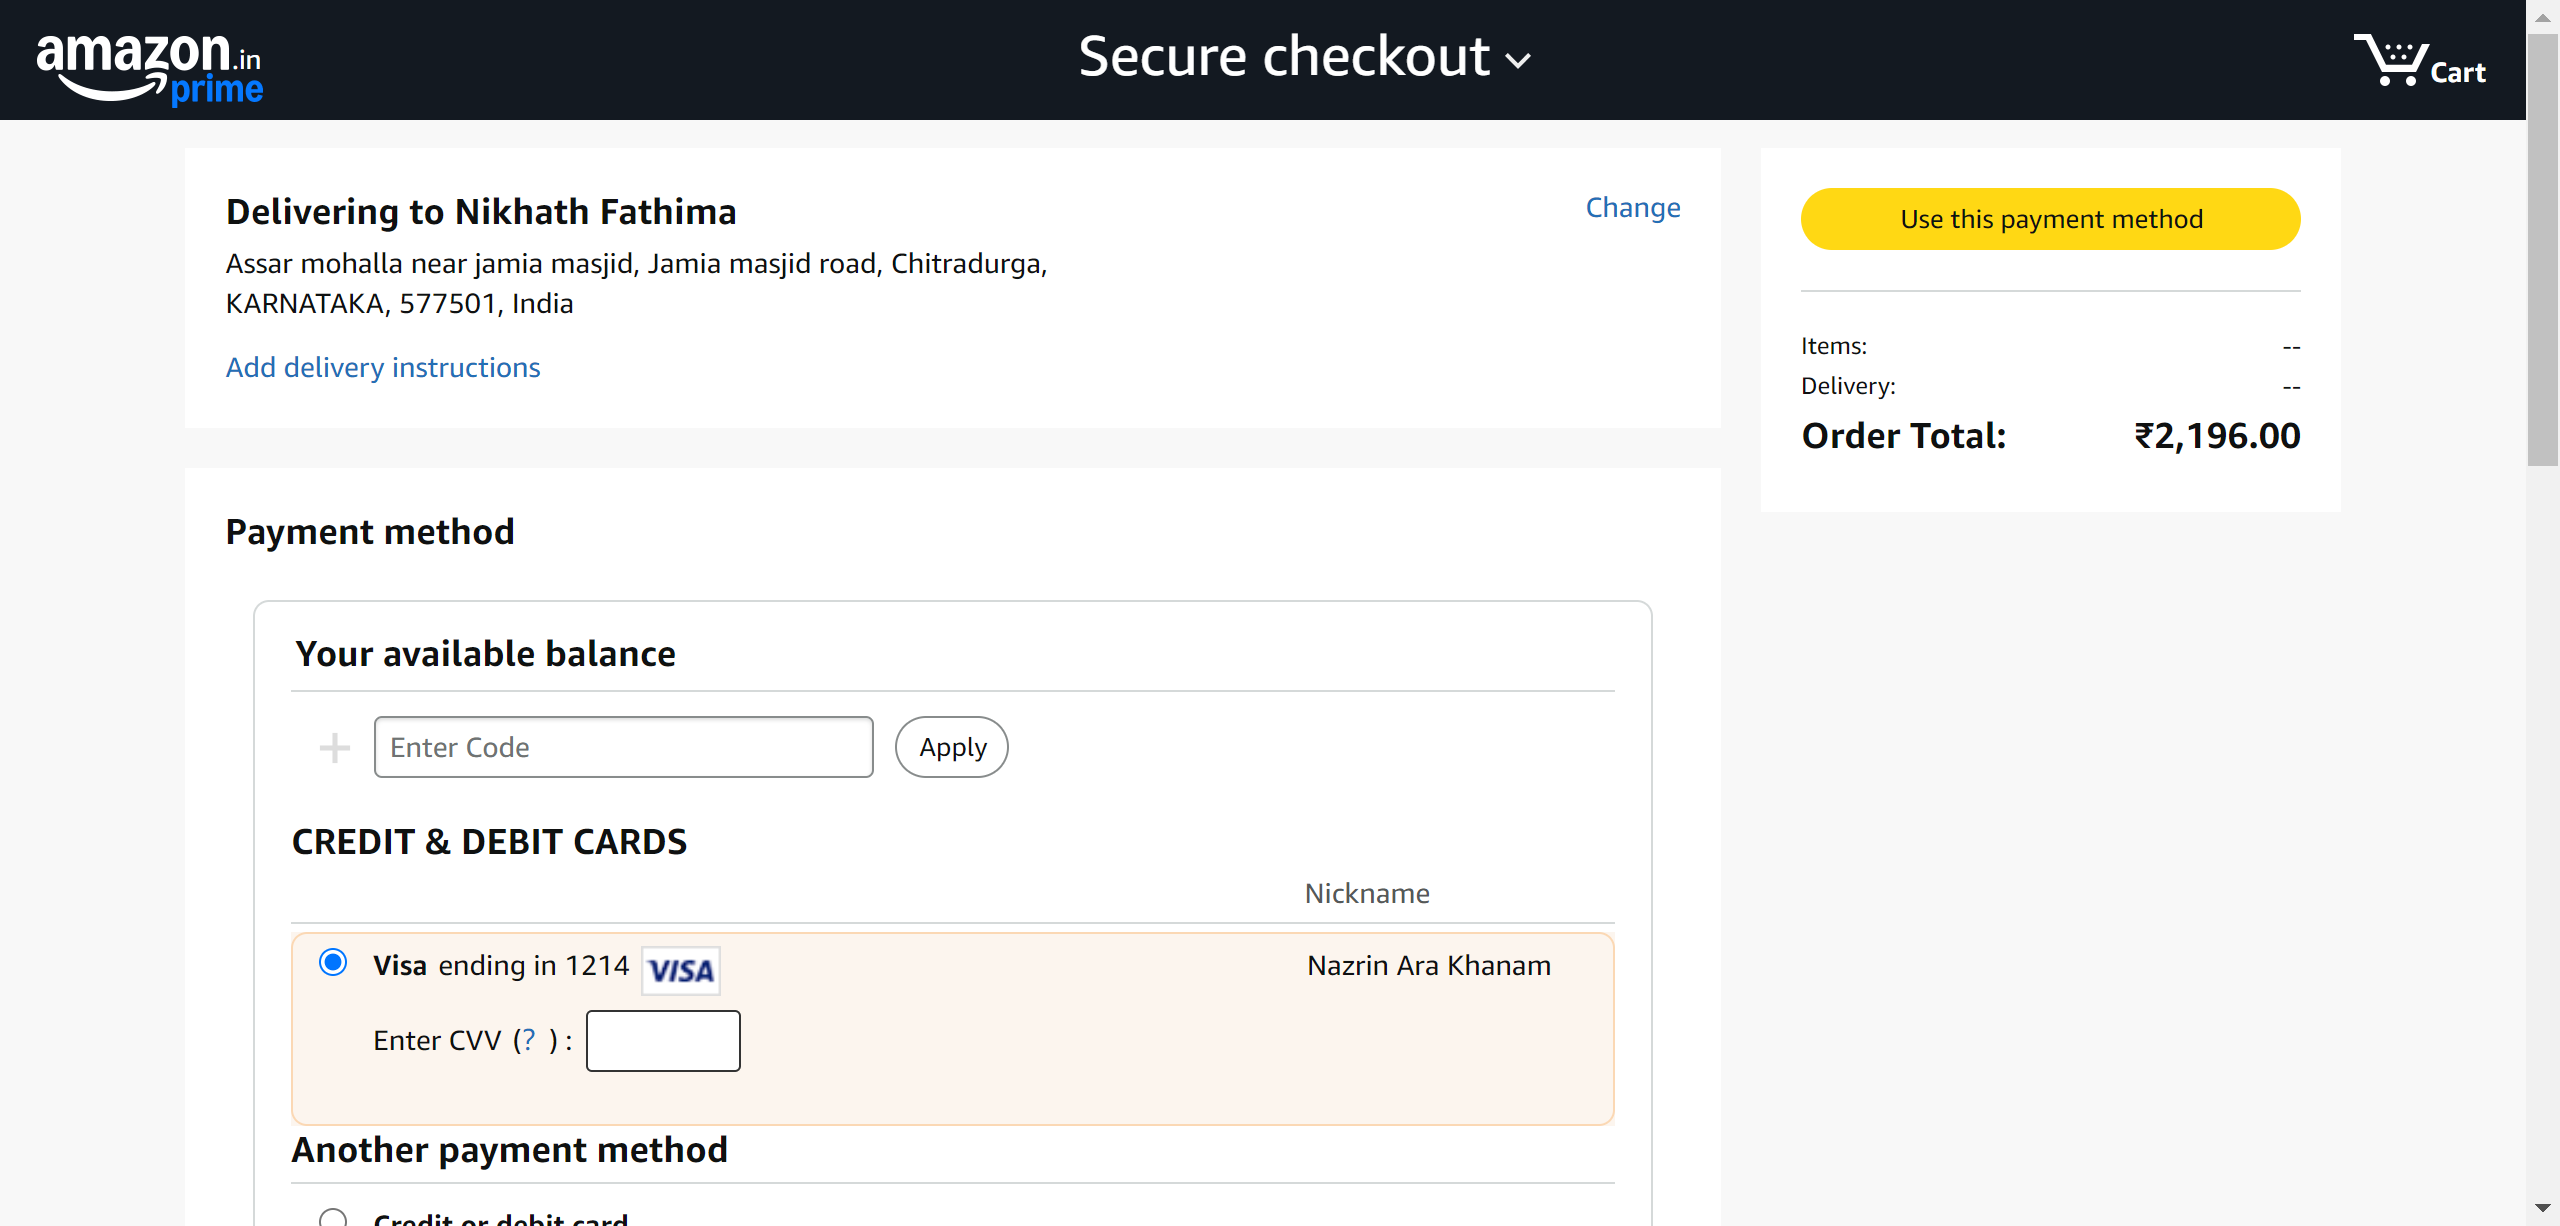 amazon.in
prime
Secure checkout
Cart
Delivering to Nikhath Fathima
Change
Assar mohalla near jamia masjid, Jamia masjid road, Chitradurga,
KARNATAKA, 577501, India
Add delivery instructions
Use this payment method
Items: --
Delivery: --
Order Total: ₹2,196.00
Payment method
Your available balance
Enter Code
Apply
CREDIT & DEBIT CARDS
Nickname
Visa ending in 1214 VISA Nazrin Ara Khanam
Enter CVV (? ) :
Another payment method
Credit or debit card